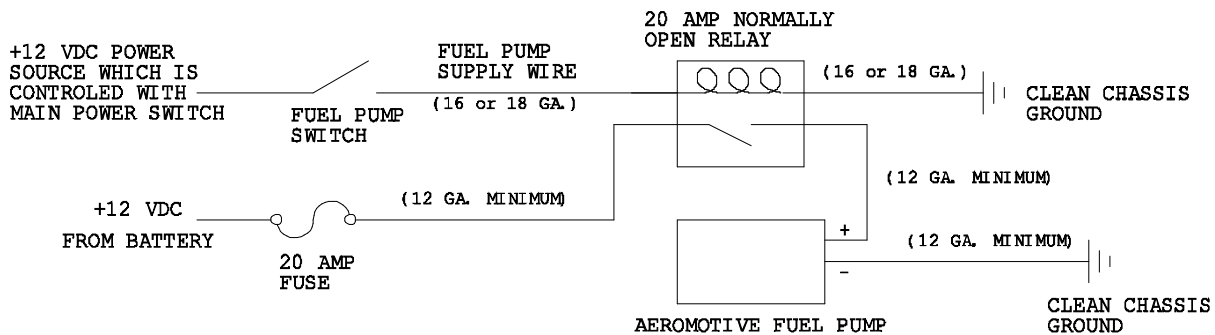 20 AMP NORMALLY
OPEN RELAY
+12 VDC POWER
SOURCE WHICH IS
CONTROLED WITH
MAIN POWER SWITCH
FUEL PUMP
SWITCH
FUEL PUMP
SUPPLY WIRE
(16 or 18 GA.)
(16 or 18 GA.)
CLEAN CHASSIS
GROUND
+12 VDC
FROM BATTERY
20 AMP
FUSE
(12 GA. MINIMUM)
(12 GA. MINIMUM)
+
-
(12 GA. MINIMUM)
CLEAN CHASSIS
GROUND
AEROMOTIVE FUEL PUMP